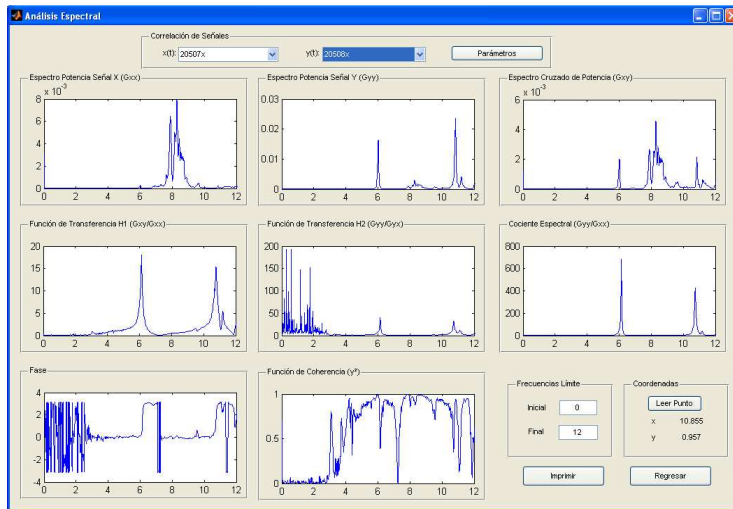 Análisis Espectral
Correlación de Señales
x(t): 20507x y(t): 20508x Parámetros
Espectro Potencia Señal X (Gxx)
Espectro Potencia Señal Y (Gyy)
Espectro Cruzado de Potencia (Gxy)
x 10⁻³
8
6
4
2
0
0 2 4 6 8 10 12
0.03
0.02
0.01
0
0 2 4 6 8 10 12
x 10⁻³
6
4
2
0
0 2 4 6 8 10 12
Función de Transferencia H1 (Gxy/Gxx)
Función de Transferencia H2 (Gyy/Gyx)
Cociente Espectral (Gyy/Gxx)
20
15
10
5
0
0 2 4 6 8 10 12
200
150
100
50
0
0 2 4 6 8 10 12
800
600
400
200
0
0 2 4 6 8 10 12
Fase
4
2
0
-2
-4
0 2 4 6 8 10 12
Función de Coherencia (γ²)
1
0.5
0
0 2 4 6 8 10 12
Frecuencias Límite
Inicial 0
Final 12
Coordenadas
Leer Punto
x 10.855
y 0.957
Imprimir
Regresar